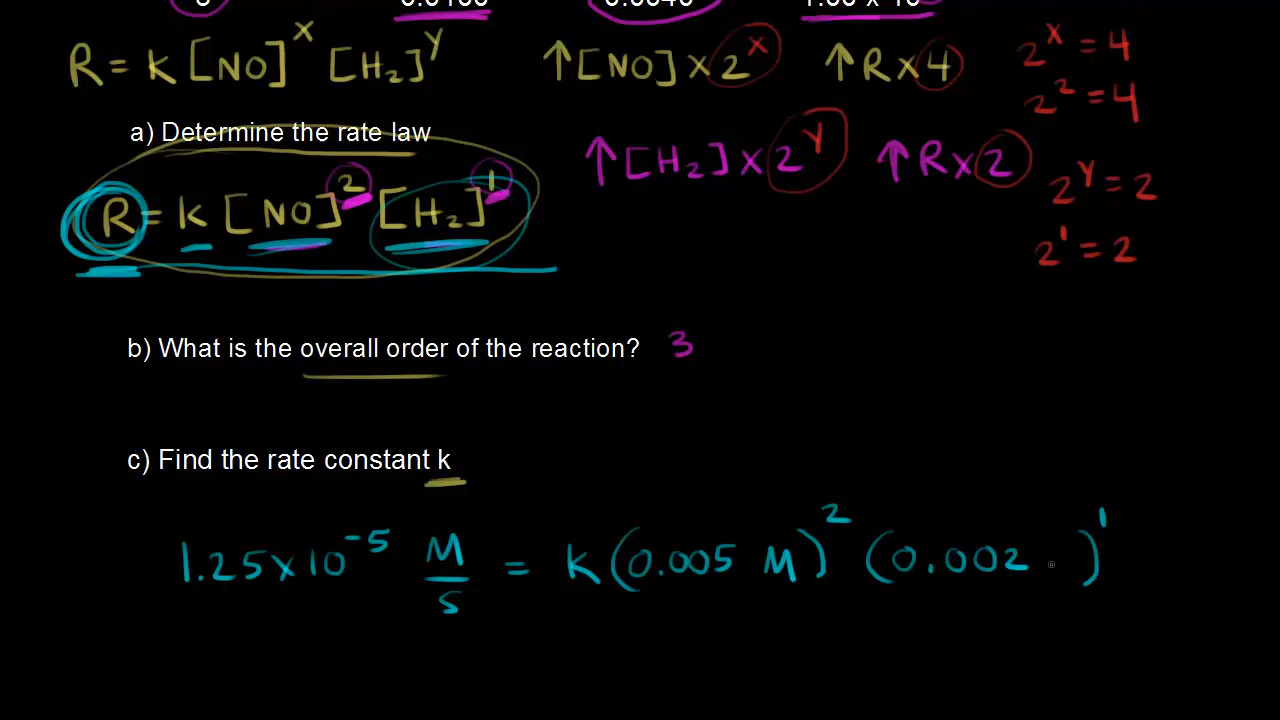 R = K [NO]^x [H₂]^y ↑[NO] x 2^x ↑R x 4 2^x = 4
2^2 = 4
a) Determine the rate law
↑[H₂] x 2^y ↑R x 2 2^y = 2
R = K [NO]^2 [H₂]^1
2^1 = 2
b) What is the overall order of the reaction? 3
c) Find the rate constant k
1.25 x 10^-5 M/s = K (0.005 M)^2 (0.002 )^1